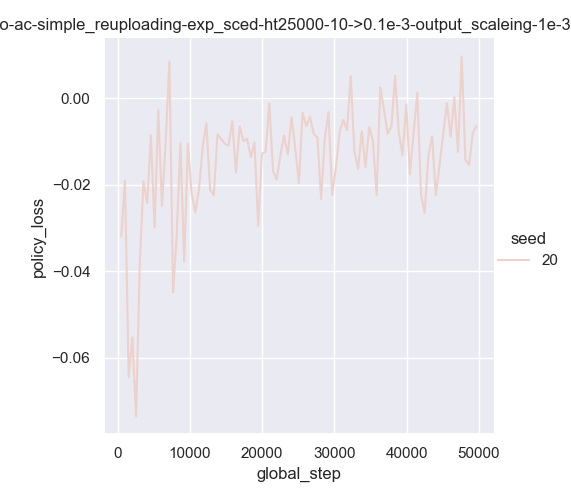 o-ac-simple_reuploading-exp_sced-ht25000-10->0.1e-3-output_scaleing-1e-3
0.00
−0.02
−0.04
−0.06
policy_loss
0
10000
20000
30000
40000
50000
global_step
seed
20